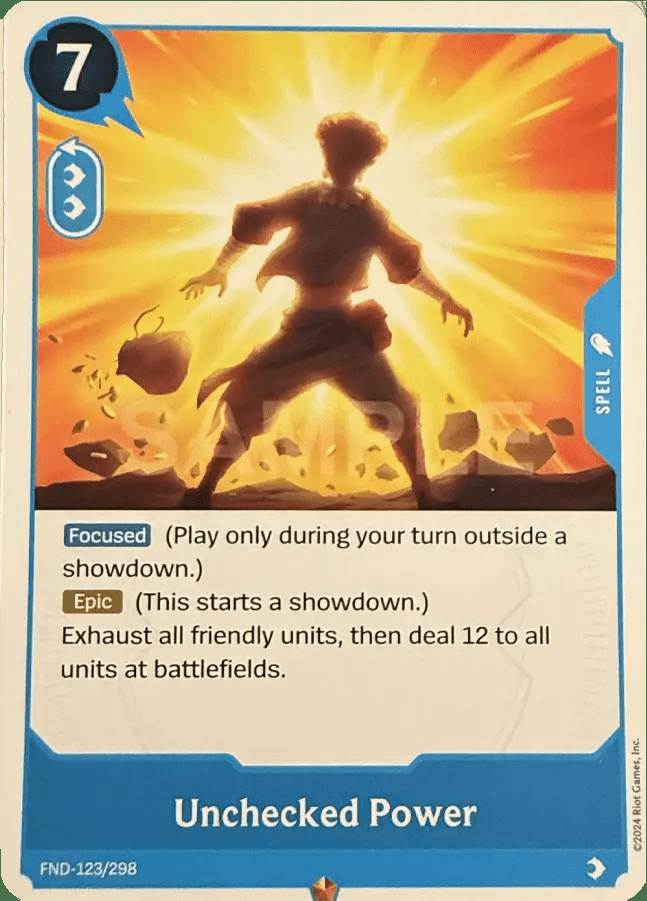 7
SPELL
SAMPLE
Focused (Play only during your turn outside a
showdown.)
Epic (This starts a showdown.)
Exhaust all friendly units, then deal 12 to all
units at battlefields.
Unchecked Power
©2024 Riot Games, Inc.
FND-123/298